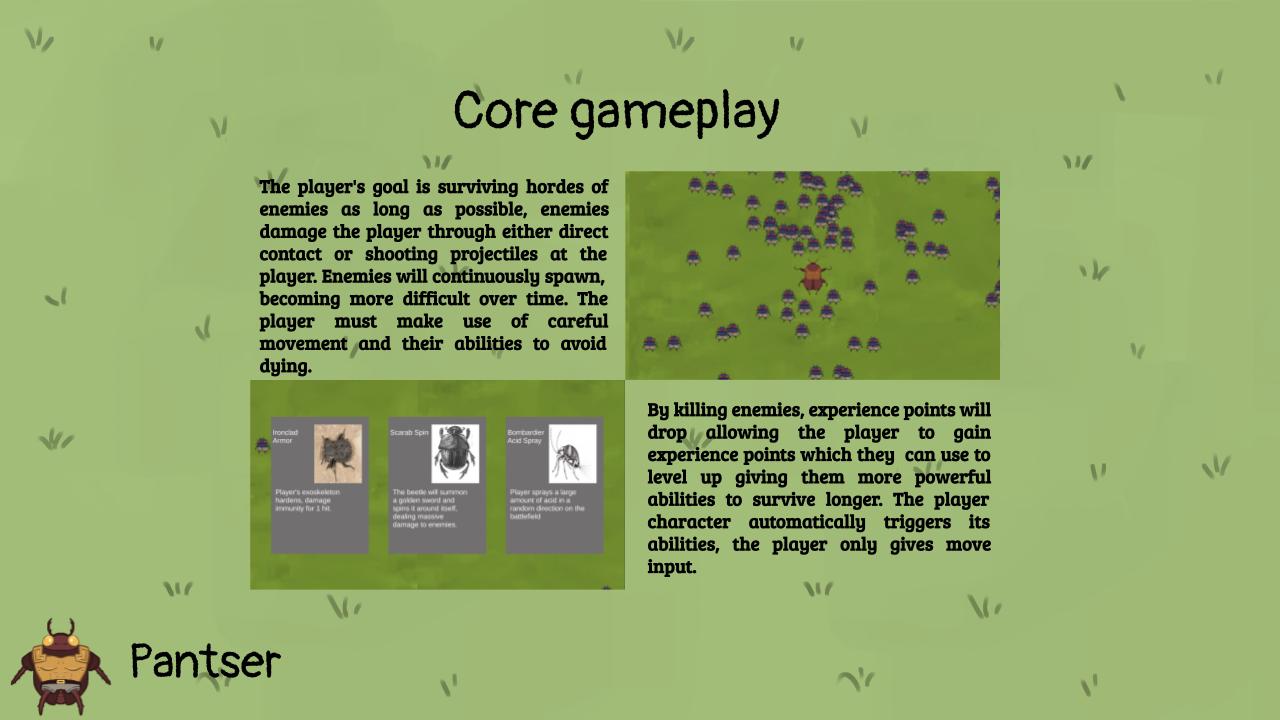 Core gameplay
The player's goal is surviving hordes of
enemies as long as possible, enemies
damage the player through either direct
contact or shooting projectiles at the
player. Enemies will continuously spawn,
becoming more difficult over time. The
player must make use of careful
movement and their abilities to avoid
dying.
Ironclad
Armor
Player's exoskeleton
hardens, damage
immunity for 1 hit.
Scarab Spin
The beetle will summon
a golden sword and
spins it around itself,
dealing massive
damage to enemies.
Bombardier
Acid Spray
Player sprays a large
amount of acid in a
random direction on the
battlefield
By killing enemies, experience points will
drop allowing the player to gain
experience points which they can use to
level up giving them more powerful
abilities to survive longer. The player
character automatically triggers its
abilities, the player only gives move
input.
Pantser